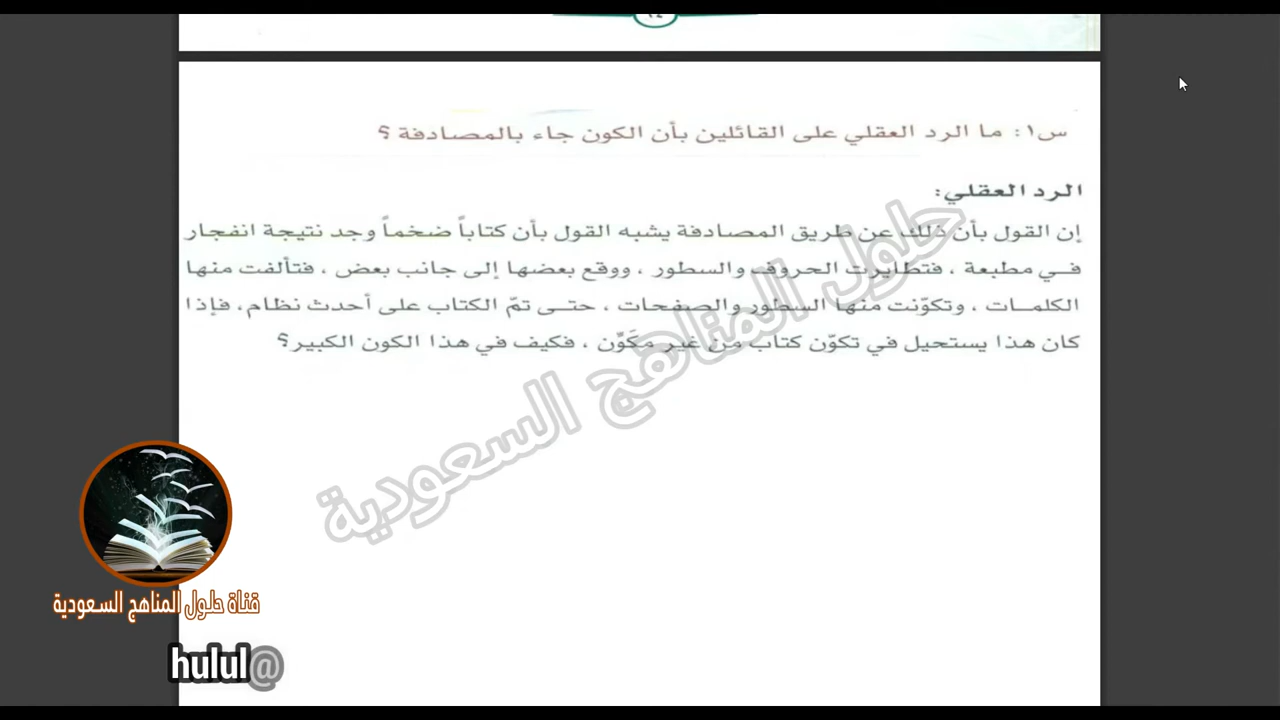 ١٤
س١: ما الرد العقلي على القائلين بأن الكون جاء بالمصادفة ؟
الرد العقلي:
إن القول بأن ذلك عن طريق المصادفة يشبه القول بأن كتاباً ضخماً وجد نتيجة انفجار
في مطبعة ، فتطايرت الحروف والسطور ، ووقع بعضها إلى جانب بعض ، فتألفت منها
الكلمات ، وتكوّنت منها السطور والصفحات ، حتى تمّ الكتاب على أحدث نظام، فإذا
كان هذا يستحيل في تكوّن كتاب من غير مكَوِّن ، فكيف في هذا الكون الكبير؟
حلول المناهج السعودية
قناة حلول المناهج السعودية
hulul@